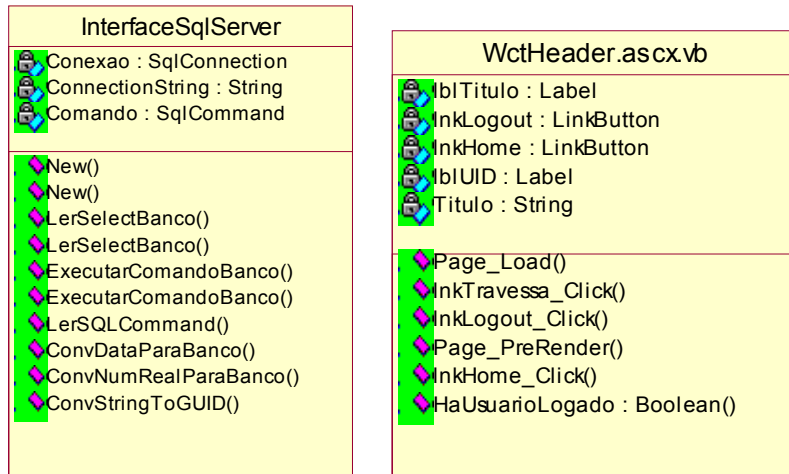 InterfaceSqlServer
Conexao : SqlConnection
ConnectionString : String
Comando : SqlCommand
New()
New()
LerSelectBanco()
LerSelectBanco()
ExecutarComandoBanco()
ExecutarComandoBanco()
LerSQLCommand()
ConvDataParaBanco()
ConvNumRealParaBanco()
ConvStringToGUID()
WctHeader.ascx.vb
lblTitulo : Label
lnkLogout : LinkButton
lnkHome : LinkButton
lblUID : Label
Titulo : String
Page_Load()
lnkTravessa_Click()
lnkLogout_Click()
Page_PreRender()
lnkHome_Click()
HaUsuarioLogado : Boolean()